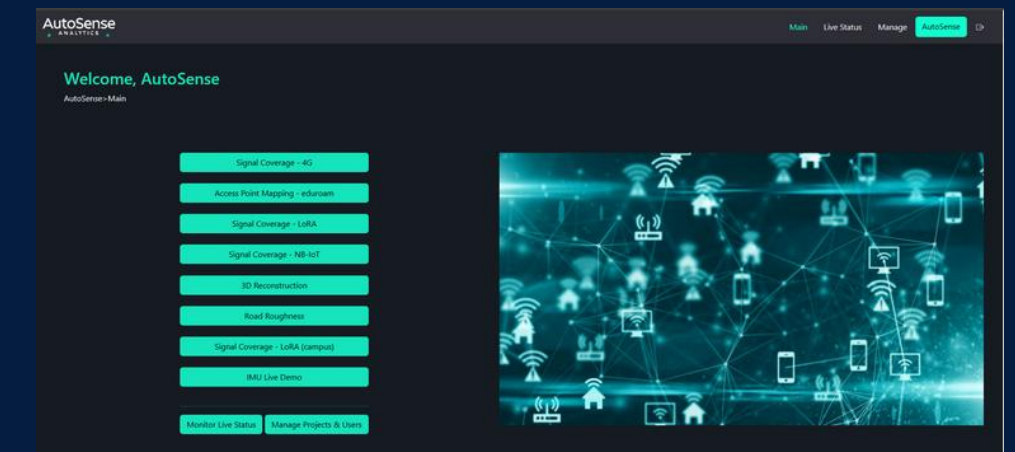 AutoSense
ANALYTICS
Main Live Status Manage AutoSense
Welcome, AutoSense
AutoSense>Main
Signal Coverage - 4G
Access Point Mapping - eduroam
Signal Coverage - LoRA
Signal Coverage - NB-IoT
3D Reconstruction
Road Roughness
Signal Coverage - LoRA (campus)
IMU Live Demo
Monitor Live Status Manage Projects & Users